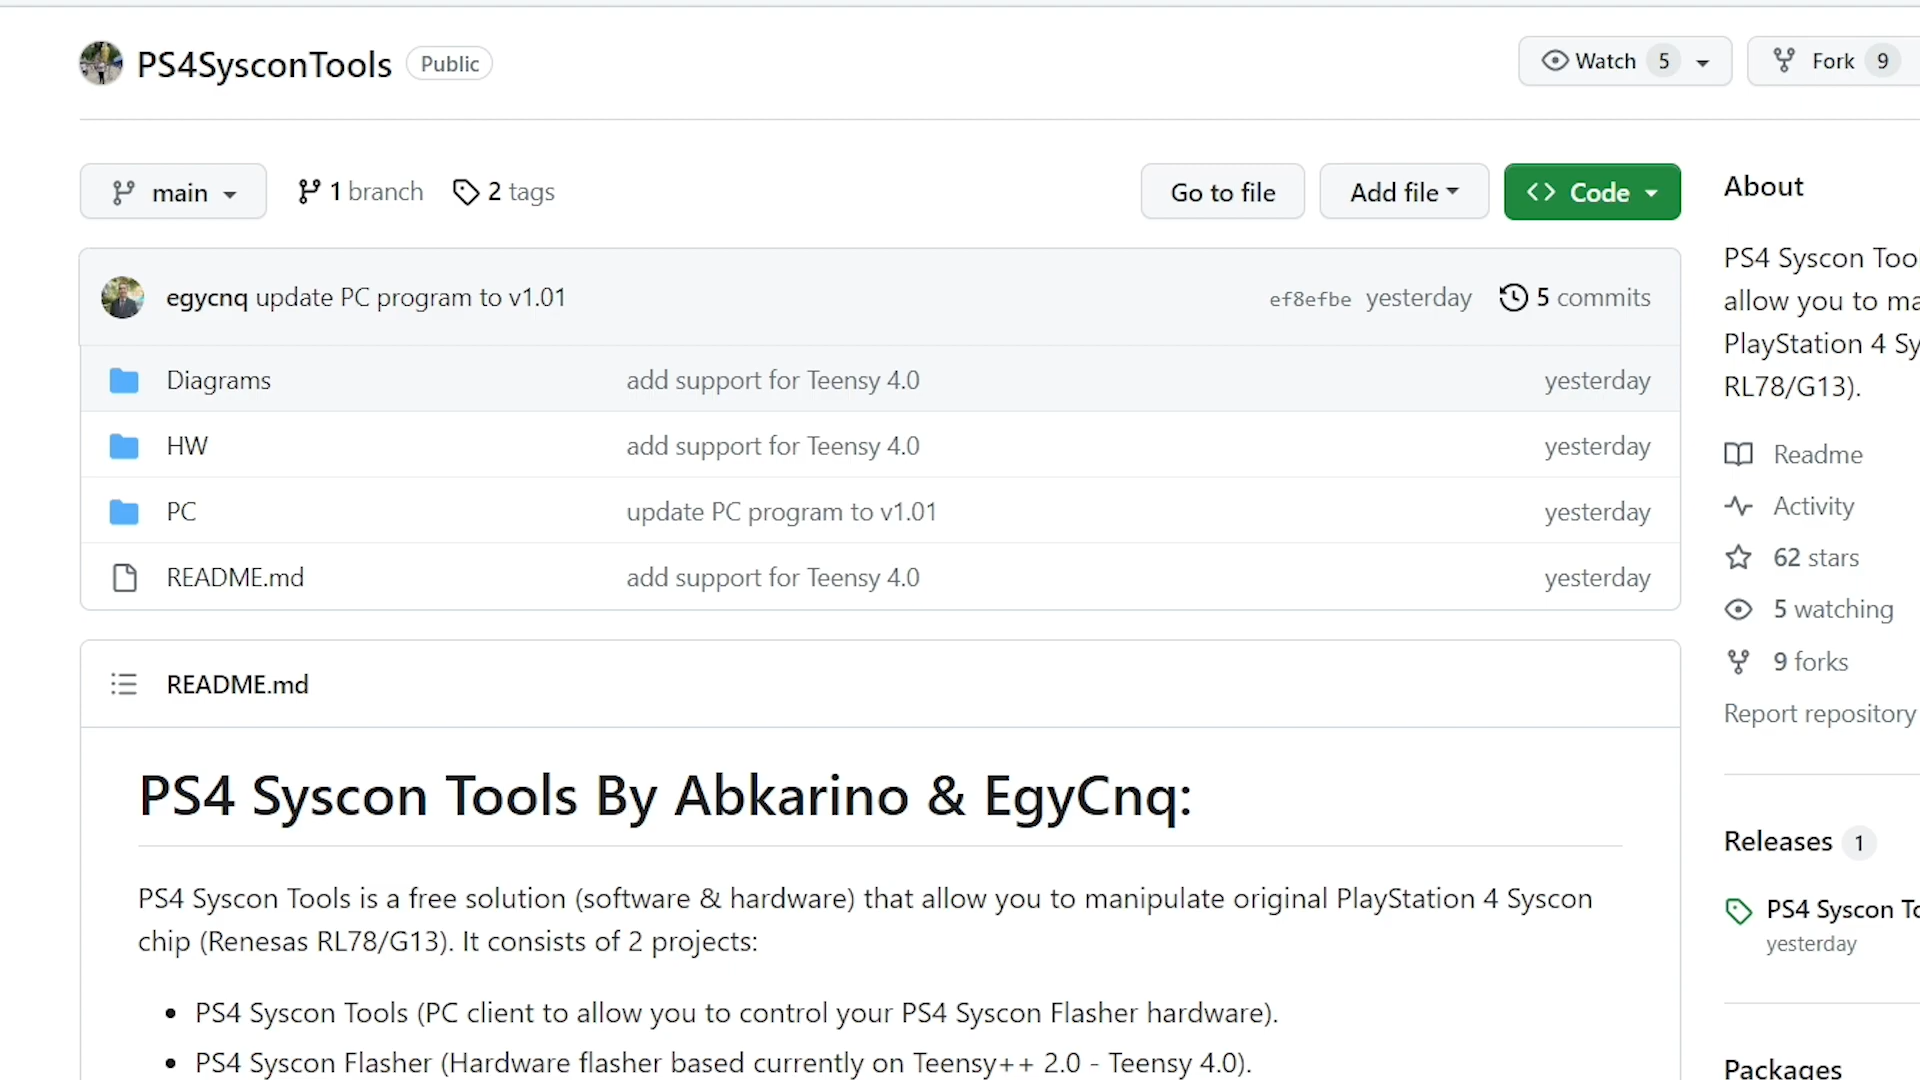 PS4SysconTools Public
Watch 5
Fork 9
main
1 branch
2 tags
Go to file
Add file
Code
egycnq update PC program to v1.01
ef8efbe yesterday
5 commits
Diagrams add support for Teensy 4.0 yesterday
HW add support for Teensy 4.0 yesterday
PC update PC program to v1.01 yesterday
README.md add support for Teensy 4.0 yesterday
README.md
PS4 Syscon Tools By Abkarino & EgyCnq:
PS4 Syscon Tools is a free solution (software & hardware) that allow you to manipulate original PlayStation 4 Syscon
chip (Renesas RL78/G13). It consists of 2 projects:
• PS4 Syscon Tools (PC client to allow you to control your PS4 Syscon Flasher hardware).
• PS4 Syscon Flasher (Hardware flasher based currently on Teensy++ 2.0 - Teensy 4.0).
About
PS4 Syscon Too
allow you to ma
PlayStation 4 Sy
RL78/G13).
Readme
Activity
62 stars
5 watching
9 forks
Report repository
Releases 1
PS4 Syscon To
yesterday
Packages